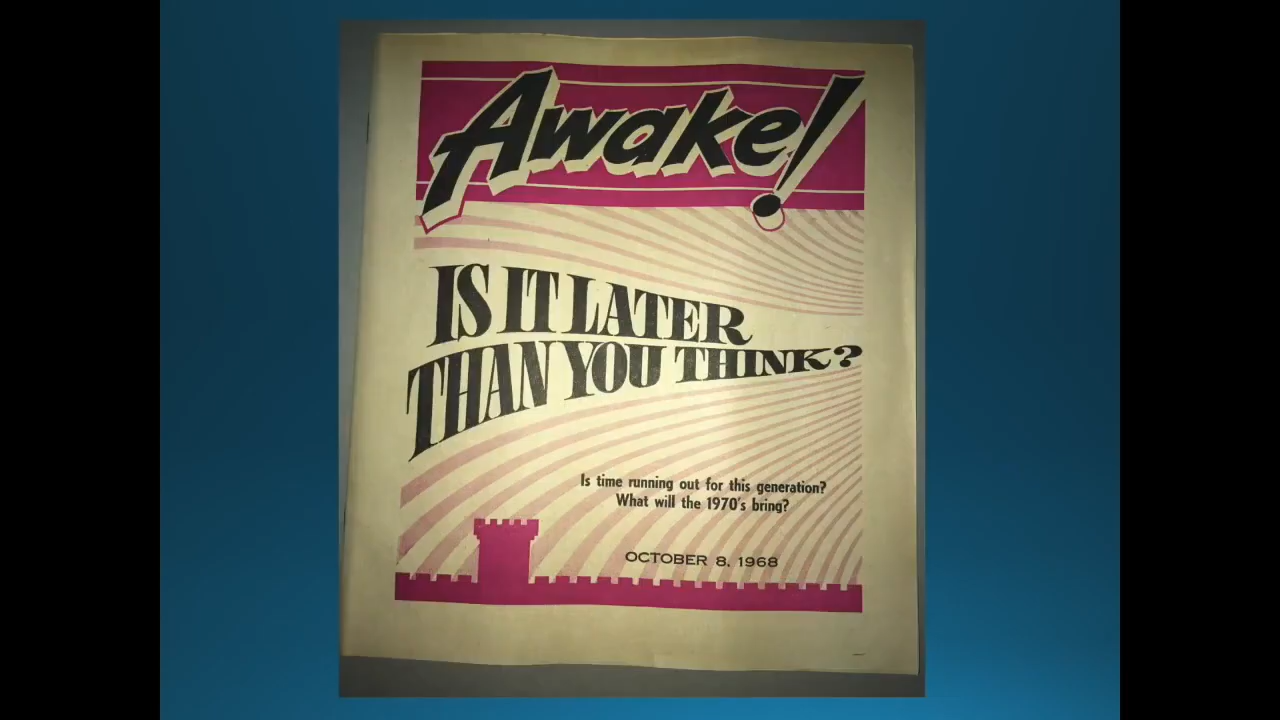 Awake!
IS IT LATER
THAN YOU THINK?
Is time running out for this generation?
What will the 1970's bring?
OCTOBER 8, 1968